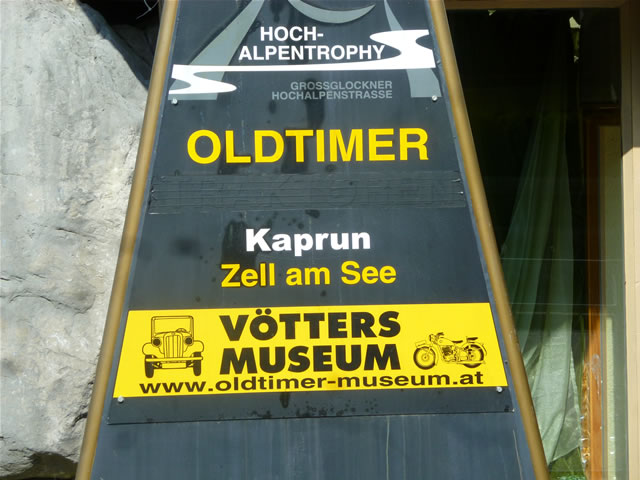 HOCH-
ALPENTROPHY
GROSSGLOCKNER
HOCHALPENSTRASSE
OLDTIMER
Kaprun
Zell am See
VÖTTERS
MUSEUM
www.oldtimer-museum.at